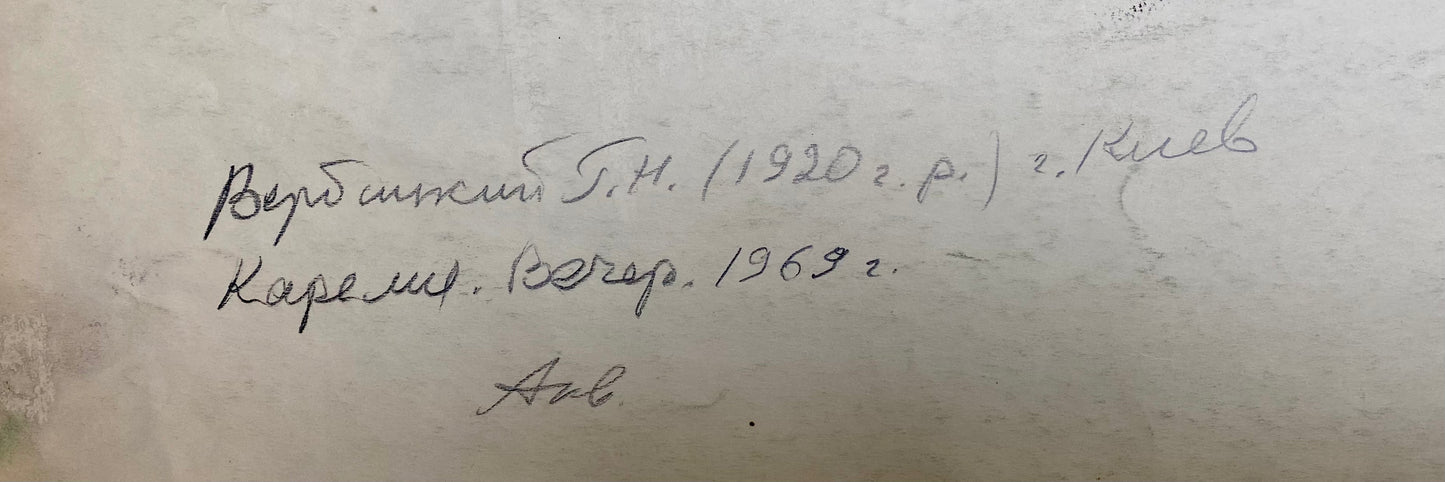 Вербицкий Г.Н. (1920 г. р.) г. Киев
Карелия. Вечер. 1969 г.
Акв.